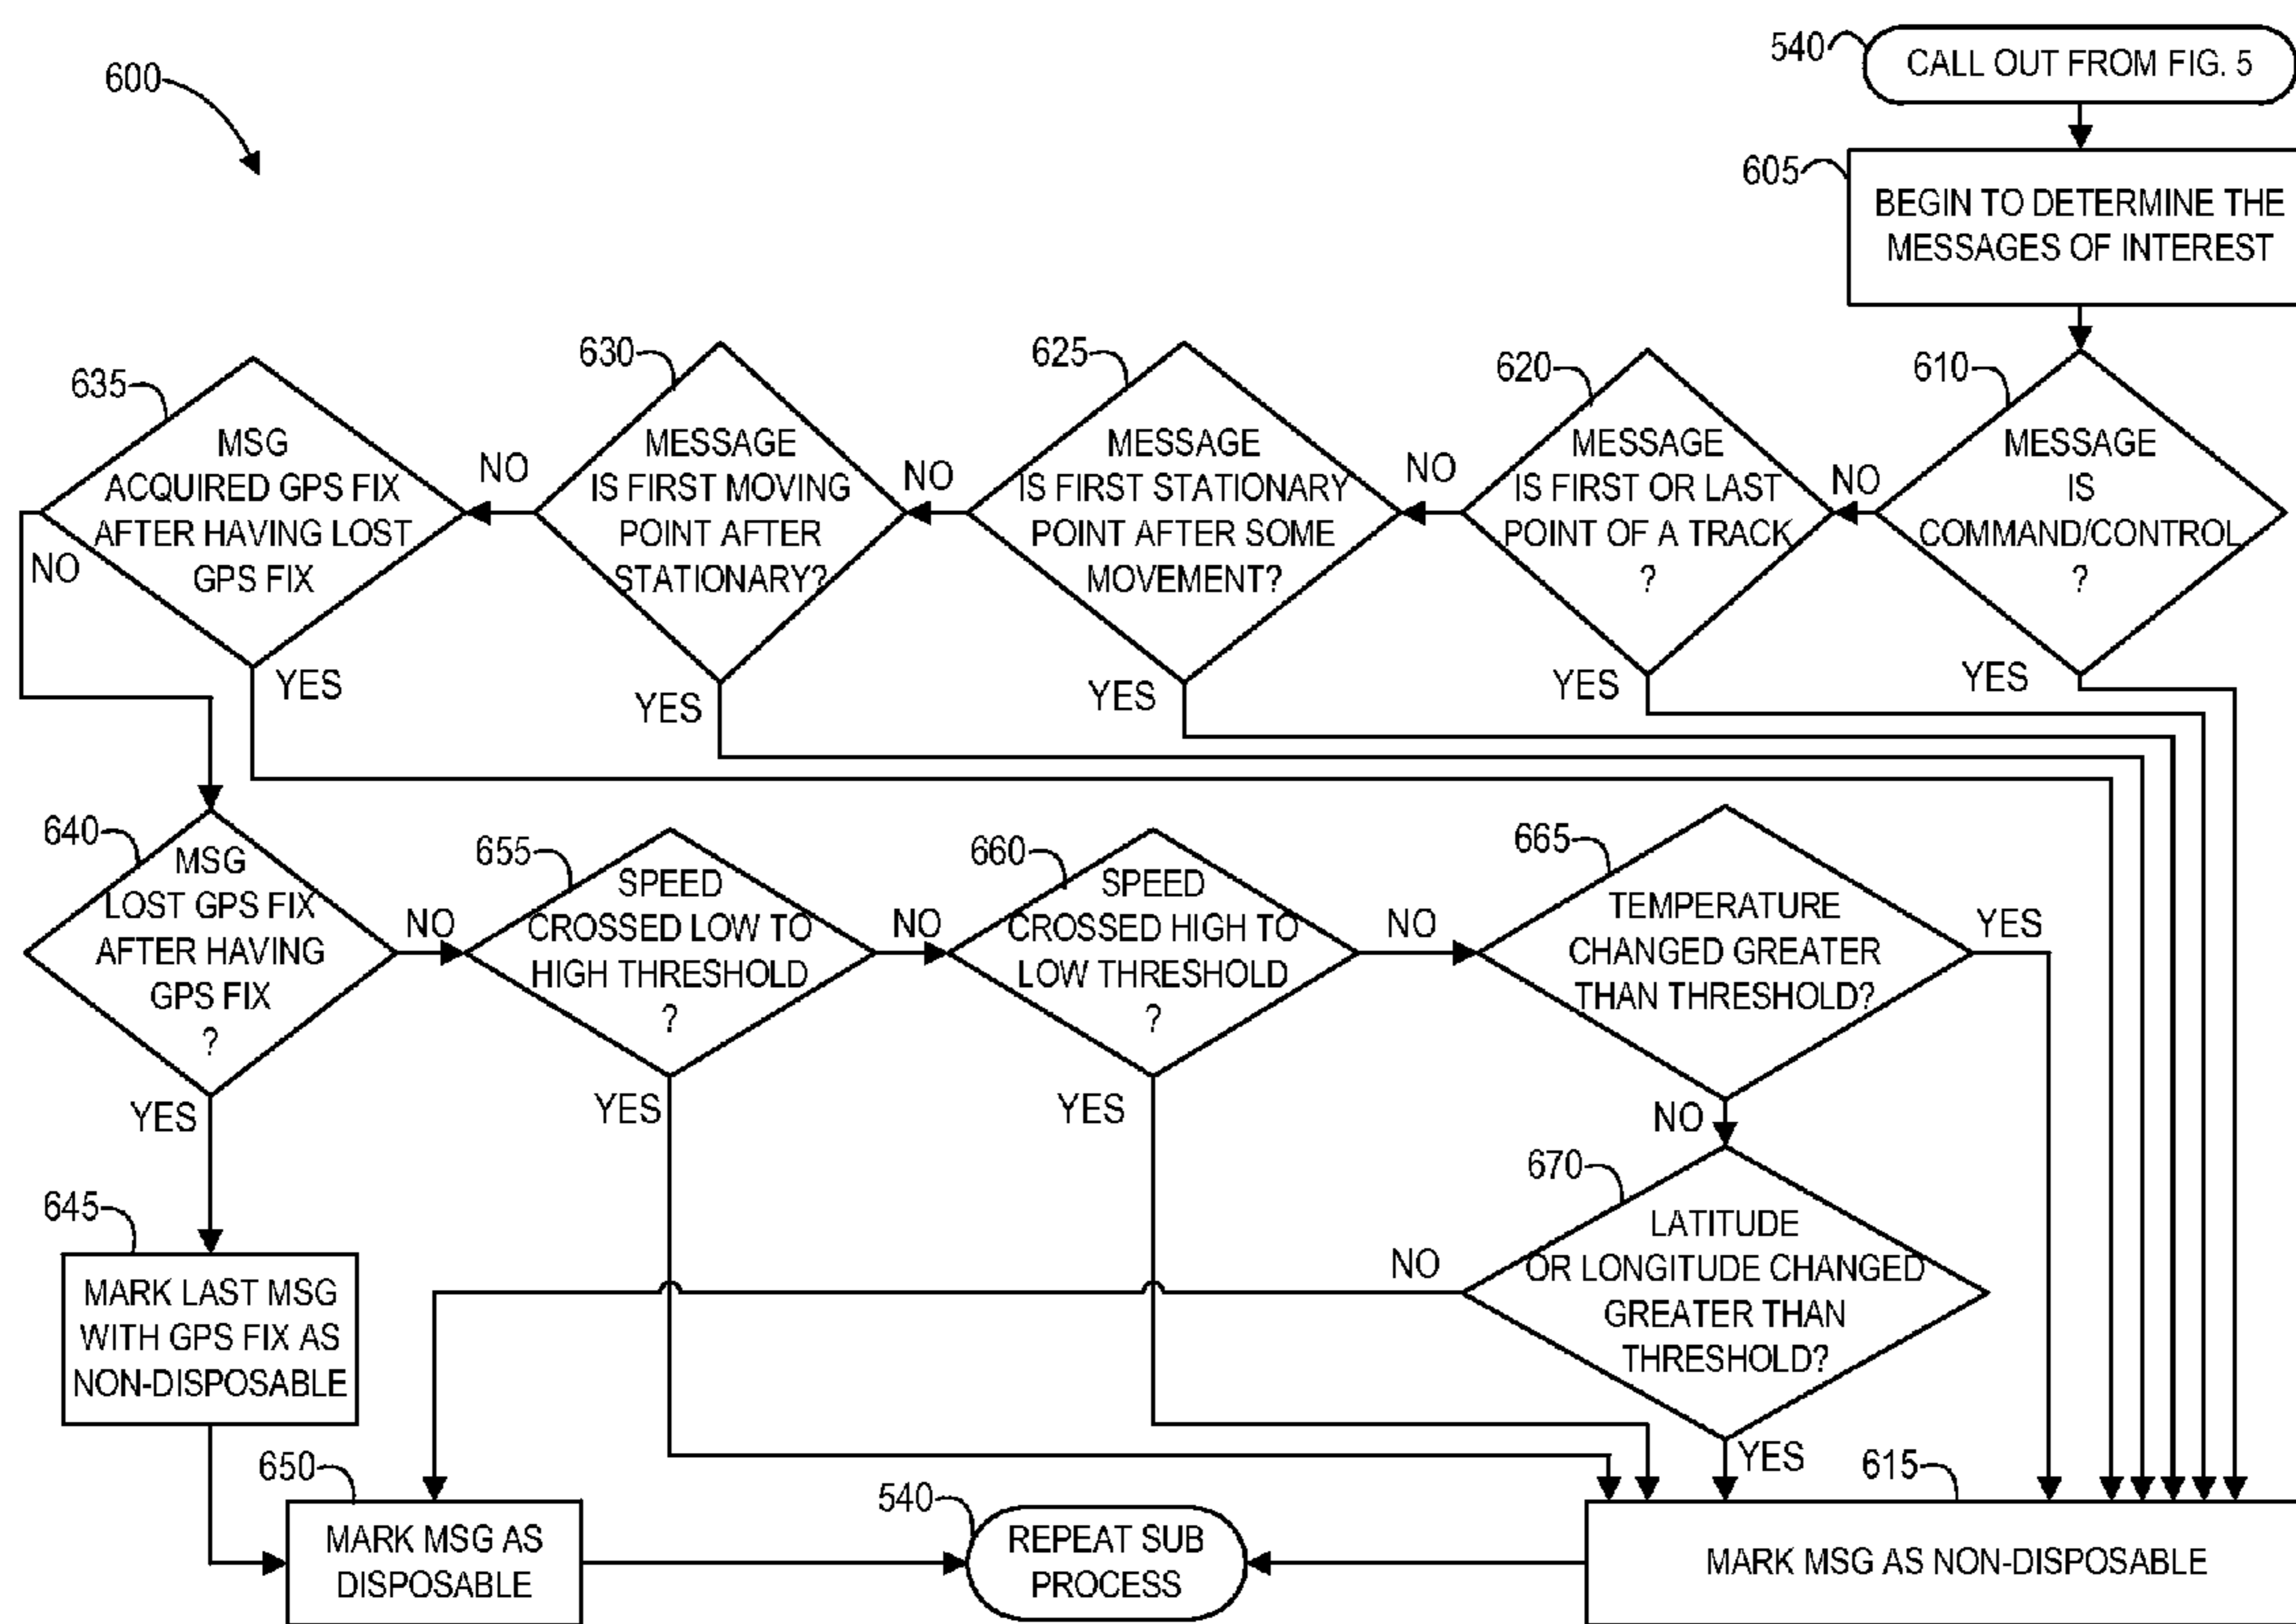 600
540
CALL OUT FROM FIG. 5
605
BEGIN TO DETERMINE THE
MESSAGES OF INTEREST
610
MESSAGE
IS
COMMAND/CONTROL
?
NO
YES
620
MESSAGE
IS FIRST OR LAST
POINT OF A TRACK
?
NO
YES
625
MESSAGE
IS FIRST STATIONARY
POINT AFTER SOME
MOVEMENT?
NO
YES
630
MESSAGE
IS FIRST MOVING
POINT AFTER
STATIONARY?
NO
YES
635
MSG
ACQUIRED GPS FIX
AFTER HAVING LOST
GPS FIX
NO
YES
640
MSG
LOST GPS FIX
AFTER HAVING
GPS FIX
?
NO
YES
655
SPEED
CROSSED LOW TO
HIGH THRESHOLD
?
NO
YES
660
SPEED
CROSSED HIGH TO
LOW THRESHOLD
?
NO
YES
665
TEMPERATURE
CHANGED GREATER
THAN THRESHOLD?
YES
NO
670
LATITUDE
OR LONGITUDE CHANGED
GREATER THAN
THRESHOLD?
NO
YES
645
MARK LAST MSG
WITH GPS FIX AS
NON-DISPOSABLE
650
MARK MSG AS
DISPOSABLE
540
REPEAT SUB
PROCESS
615
MARK MSG AS NON-DISPOSABLE